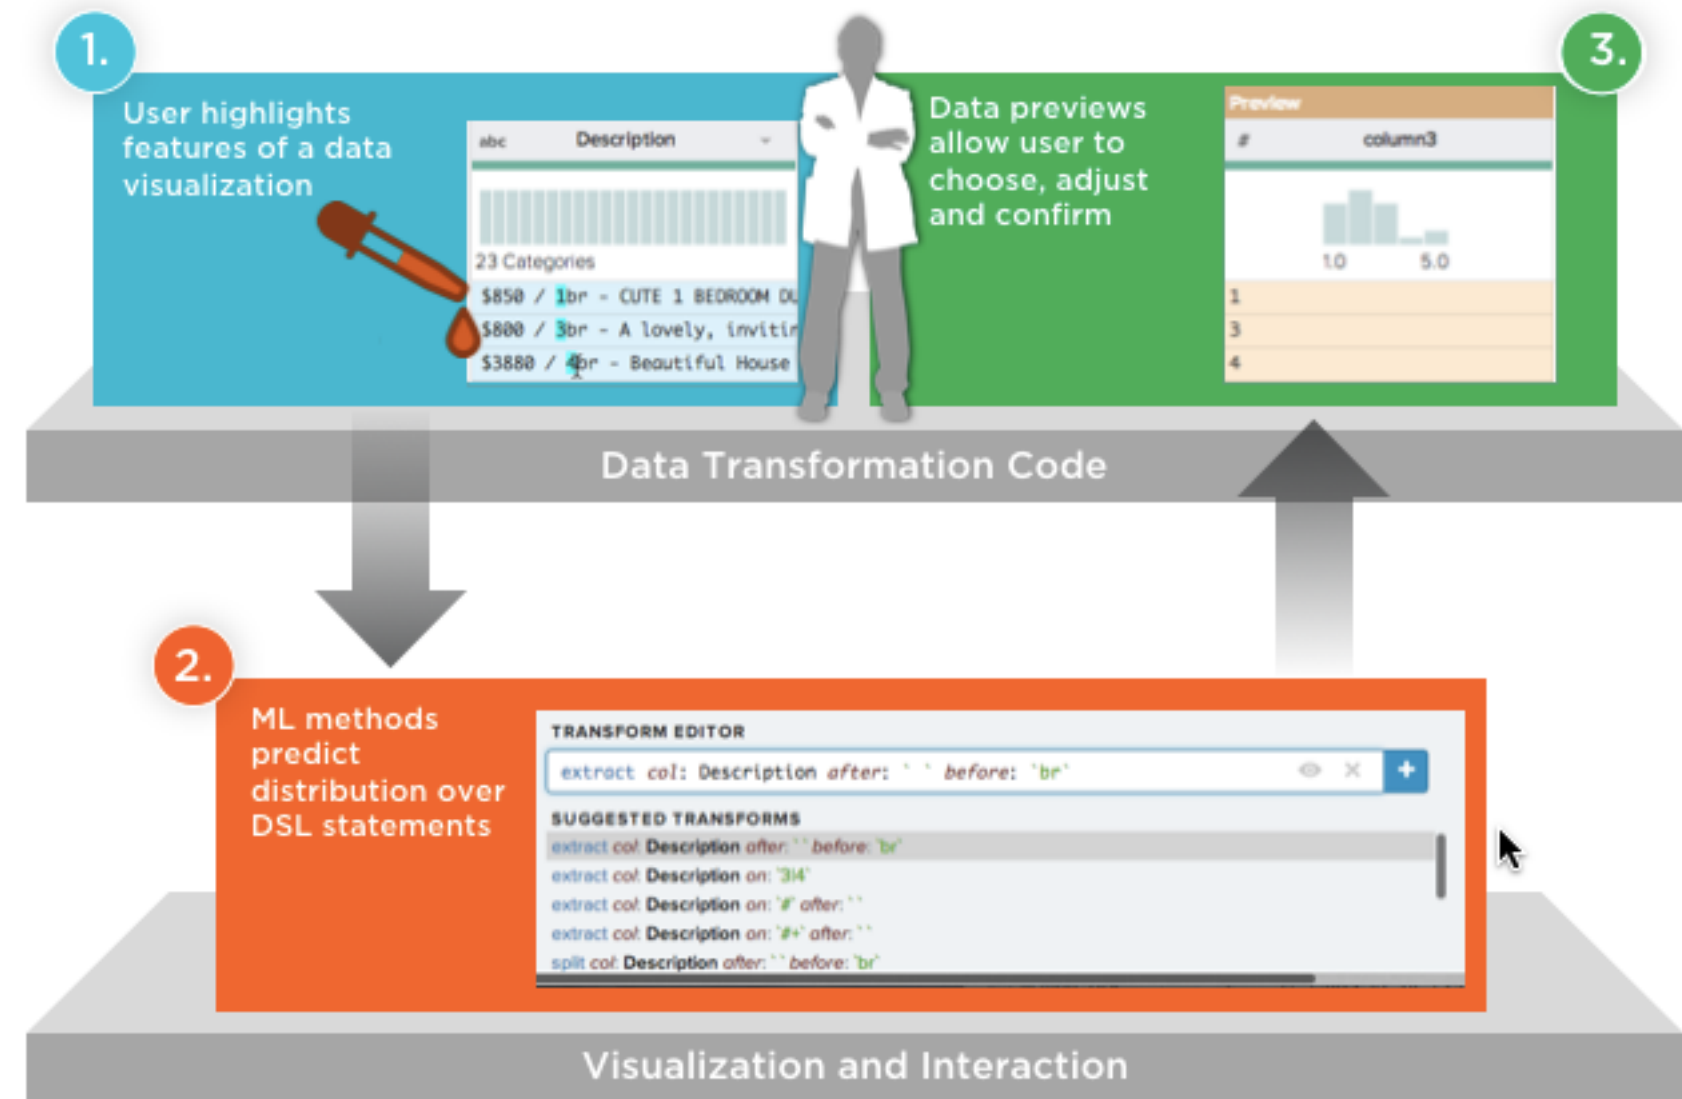 1.
User highlights
features of a data
visualization
abc Description
23 Categories
$850 / 1br - CUTE 1 BEDROOM DU
$800 / 3br - A lovely, invitin
$3880 / 4br - Beautiful House
3.
Data previews
allow user to
choose, adjust
and confirm
Preview
# column3
1.0 5.0
1
3
4
Data Transformation Code
2.
ML methods
predict
distribution over
DSL statements
TRANSFORM EDITOR
extract col: Description after: ` ` before: `br`
SUGGESTED TRANSFORMS
extract col: Description after: ` ` before: `br`
extract col: Description on: `3|4`
extract col: Description on: `#` after: ` `
extract col: Description on: `#+` after: ` `
split col: Description after: ` ` before: `br`
Visualization and Interaction